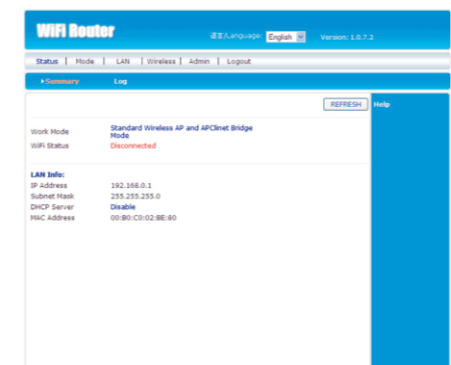 WiFi Router
语言/Language: English Version: 1.0.7.2
Status | Mode | LAN | Wireless | Admin | Logout
Summary Log
REFRESH Help
Work Mode Standard Wireless AP and APClinet Bridge
Mode
WiFi Status Disconnected
LAN Info:
IP Address 192.168.0.1
Subnet Mask 255.255.255.0
DHCP Server Disable
MAC Address 00:B0:C0:02:BE:80